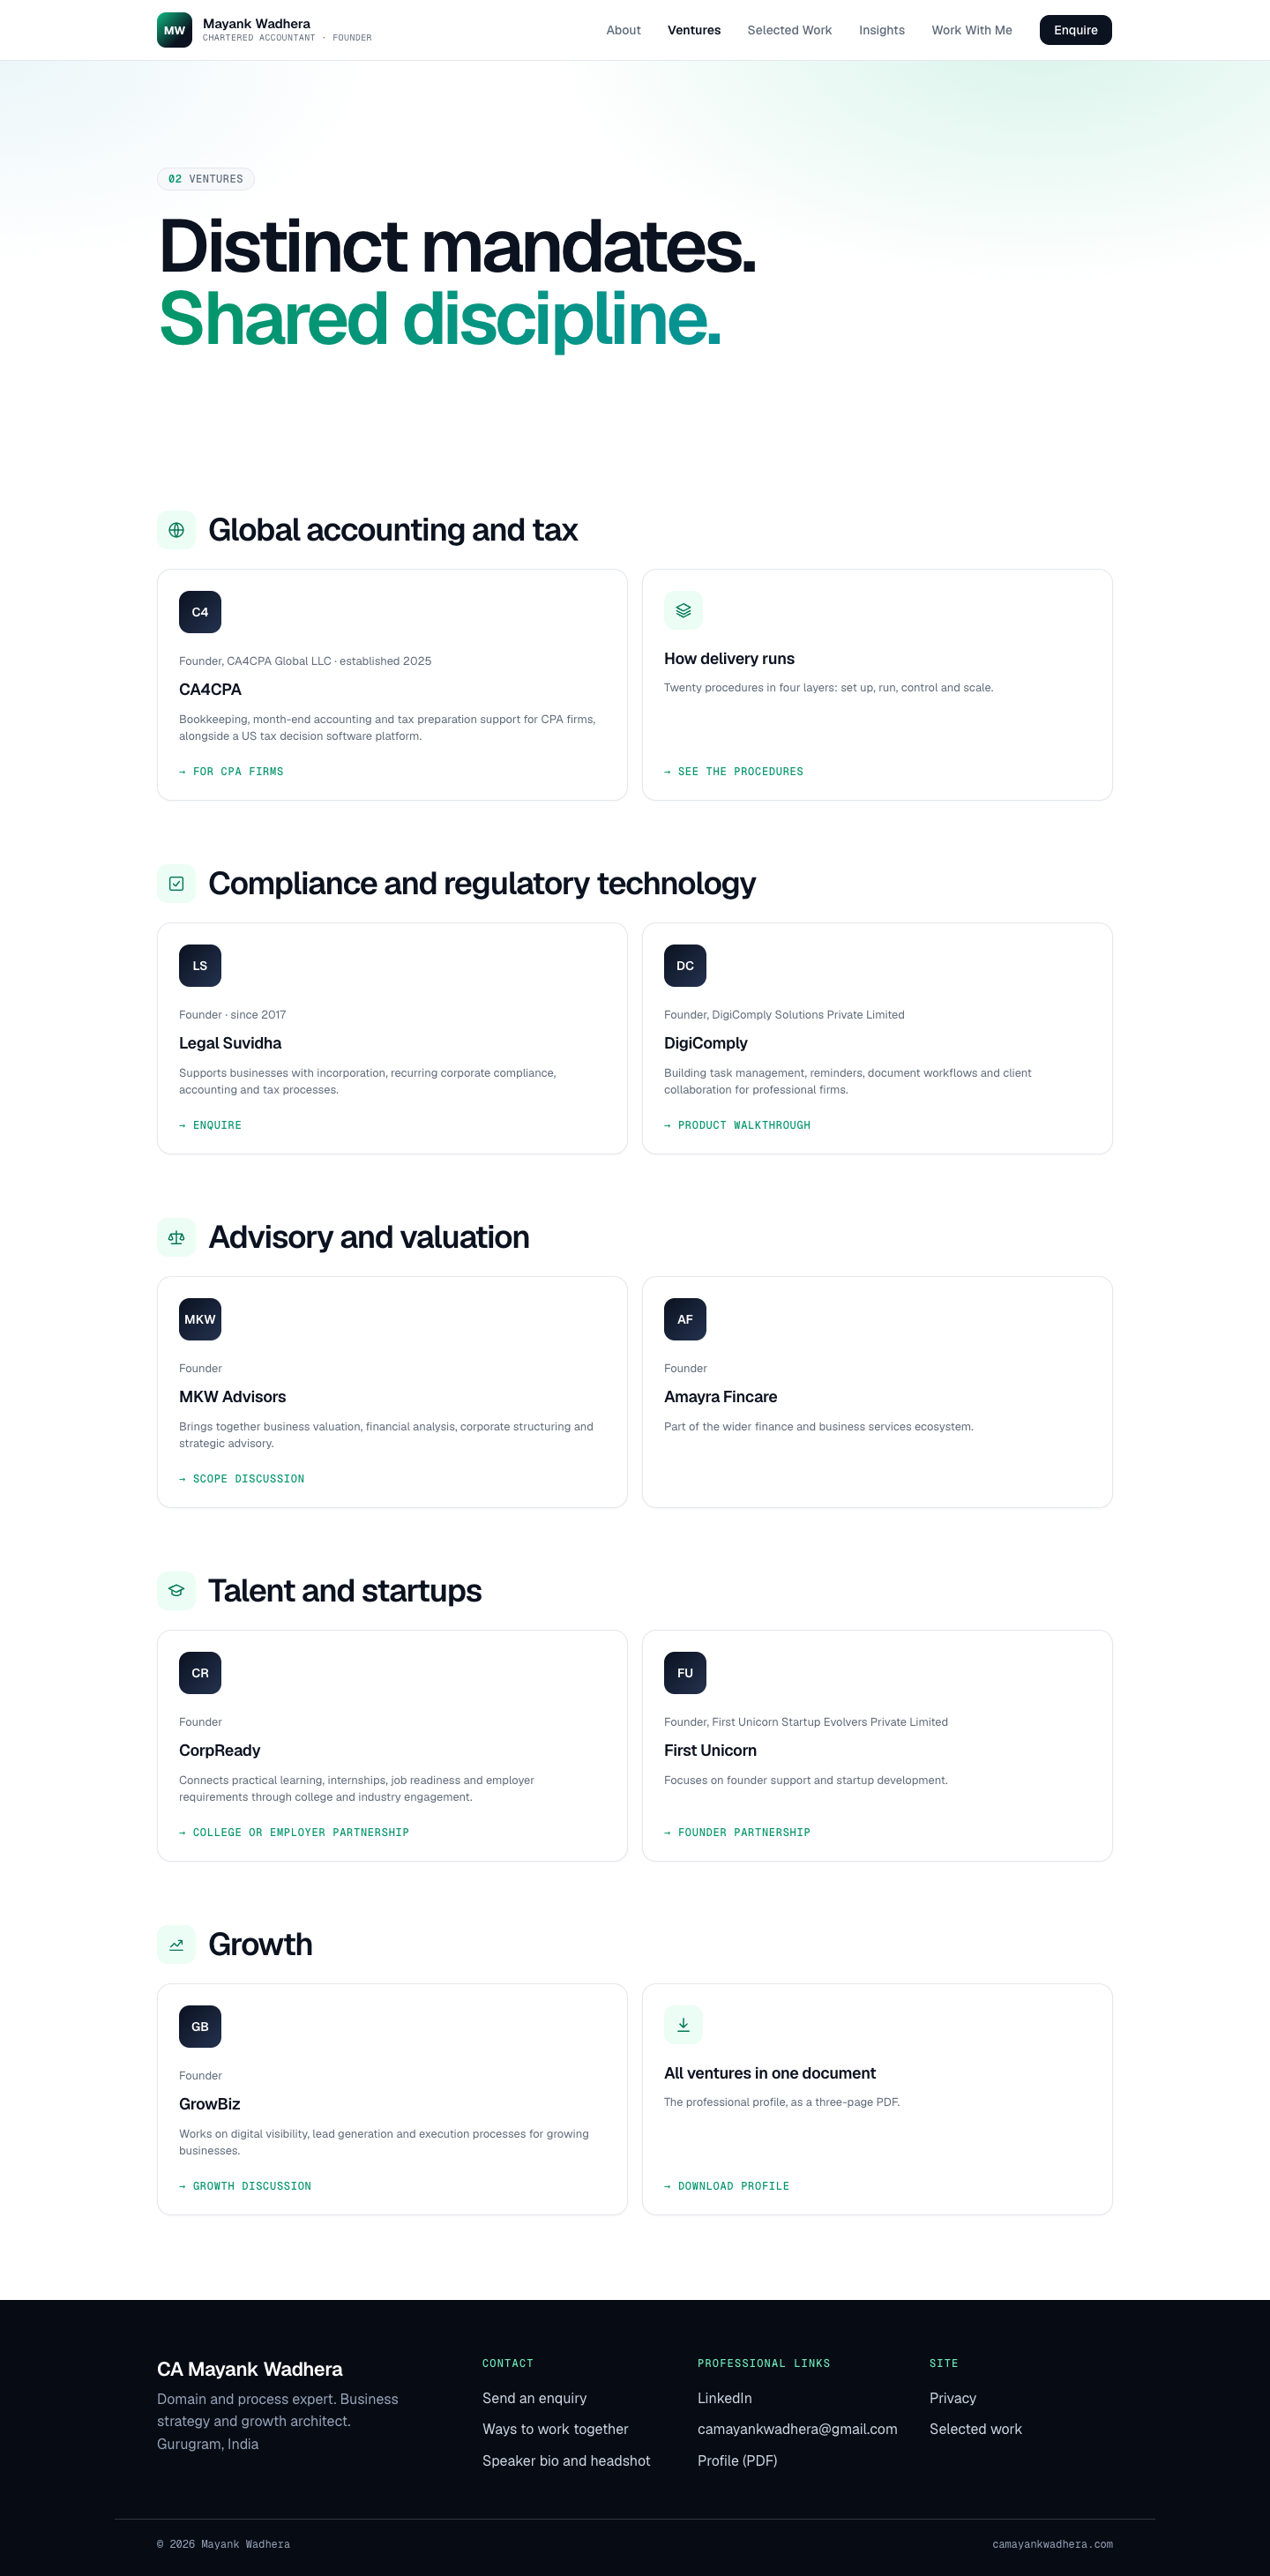 MW
Mayank Wadhera
CHARTERED ACCOUNTANT · FOUNDER
About
Ventures
Selected Work
Insights
Work With Me
Enquire
02 VENTURES
Distinct mandates.
Shared discipline.
Global accounting and tax
C4
Founder, CA4CPA Global LLC · established 2025
CA4CPA
Bookkeeping, month-end accounting and tax preparation support for CPA firms,
alongside a US tax decision software platform.
→ FOR CPA FIRMS
How delivery runs
Twenty procedures in four layers: set up, run, control and scale.
→ SEE THE PROCEDURES
Compliance and regulatory technology
LS
Founder · since 2017
Legal Suvidha
Supports businesses with incorporation, recurring corporate compliance,
accounting and tax processes.
→ ENQUIRE
DC
Founder, DigiComply Solutions Private Limited
DigiComply
Building task management, reminders, document workflows and client
collaboration for professional firms.
→ PRODUCT WALKTHROUGH
Advisory and valuation
MKW
Founder
MKW Advisors
Brings together business valuation, financial analysis, corporate structuring and
strategic advisory.
→ SCOPE DISCUSSION
AF
Founder
Amayra Fincare
Part of the wider finance and business services ecosystem.
Talent and startups
CR
Founder
CorpReady
Connects practical learning, internships, job readiness and employer
requirements through college and industry engagement.
→ COLLEGE OR EMPLOYER PARTNERSHIP
FU
Founder, First Unicorn Startup Evolvers Private Limited
First Unicorn
Focuses on founder support and startup development.
→ FOUNDER PARTNERSHIP
Growth
GB
Founder
GrowBiz
Works on digital visibility, lead generation and execution processes for growing
businesses.
→ GROWTH DISCUSSION
All ventures in one document
The professional profile, as a three-page PDF.
→ DOWNLOAD PROFILE
CA Mayank Wadhera
Domain and process expert. Business
strategy and growth architect.
Gurugram, India
CONTACT
Send an enquiry
Ways to work together
Speaker bio and headshot
PROFESSIONAL LINKS
LinkedIn
camayankwadhera@gmail.com
Profile (PDF)
SITE
Privacy
Selected work
© 2026 Mayank Wadhera
camayankwadhera.com